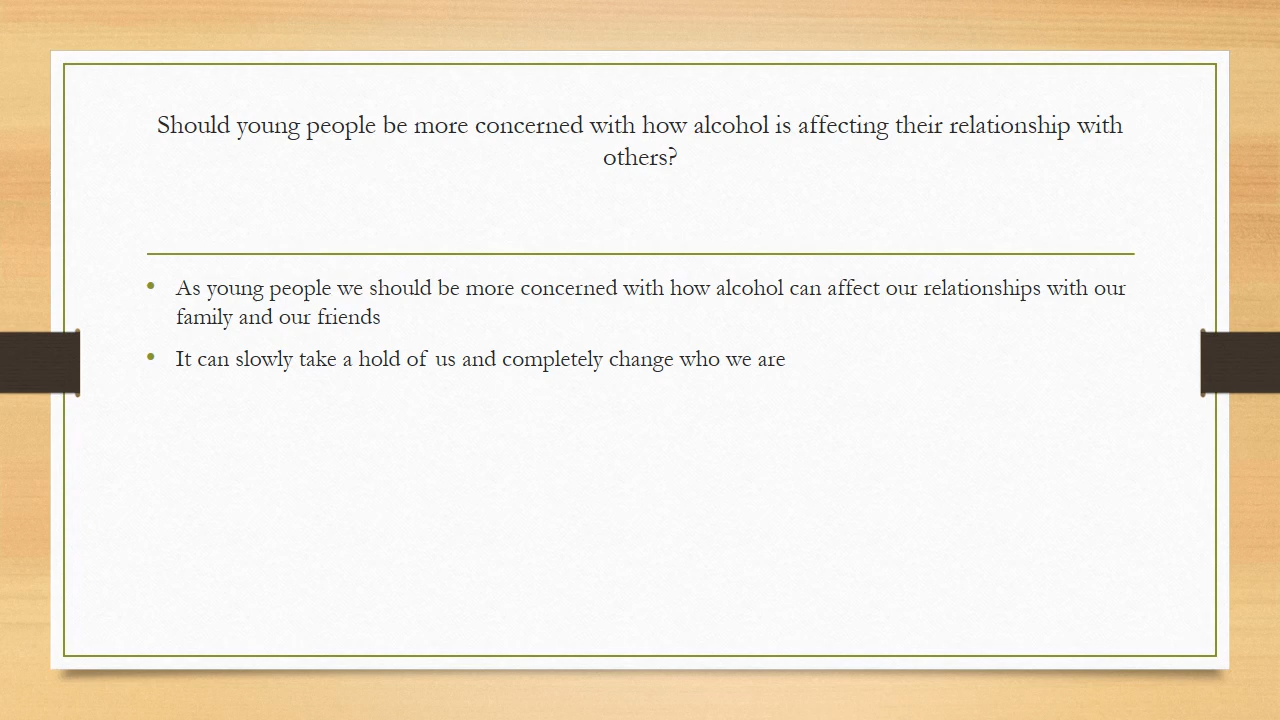 Should young people be more concerned with how alcohol is affecting their relationship with
others?
• As young people we should be more concerned with how alcohol can affect our relationships with our
family and our friends
• It can slowly take a hold of us and completely change who we are